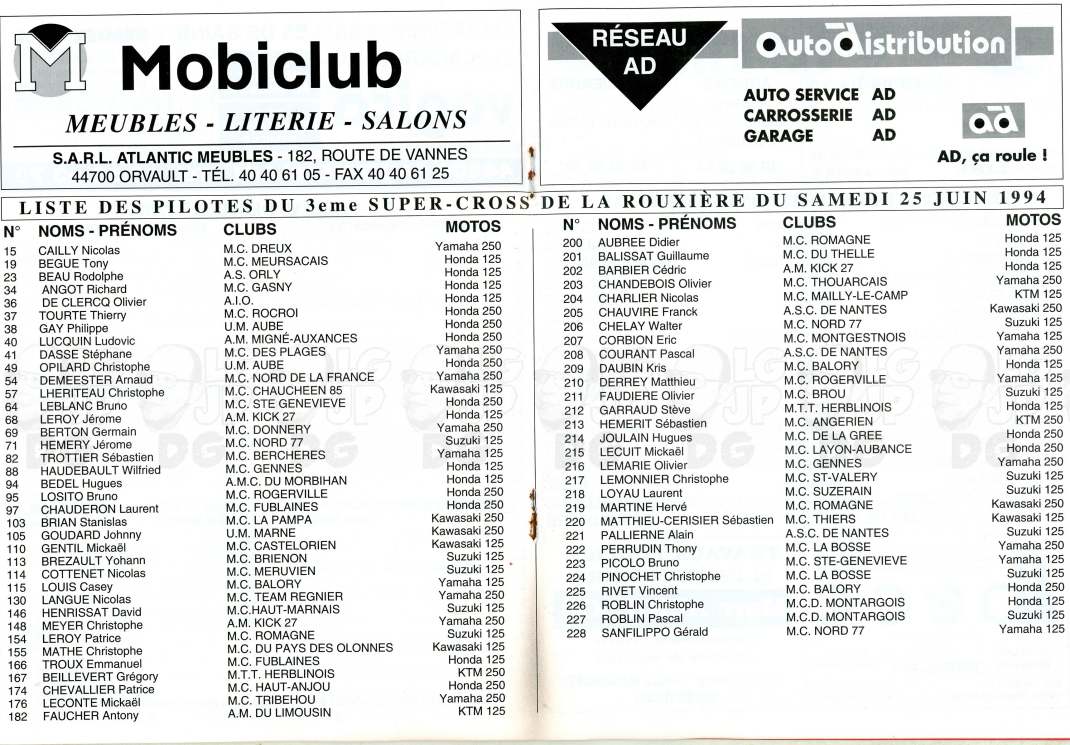 M
Mobiclub
MEUBLES - LITERIE - SALONS
S.A.R.L. ATLANTIC MEUBLES - 182, ROUTE DE VANNES
44700 ORVAULT - TÉL. 40 40 61 05 - FAX 40 40 61 25
RÉSEAU
AD
autodistribution
AUTO SERVICE AD
CARROSSERIE AD
GARAGE AD
ad
AD, ça roule !
LISTE DES PILOTES DU 3eme SUPER-CROSS DE LA ROUXIÈRE DU SAMEDI 25 JUIN 1994
N° NOMS - PRÉNOMS CLUBS MOTOS
15 CAILLY Nicolas M.C. DREUX Yamaha 250
19 BEGUE Tony M.C. MEURSACAIS Honda 125
23 BEAU Rodolphe A.S. ORLY Honda 125
34 ANGOT Richard M.C. GASNY Honda 125
36 DE CLERCQ Olivier A.I.O. Honda 125
37 TOURTE Thierry M.C. ROCROI Honda 250
38 GAY Philippe U.M. AUBE Honda 250
40 LUCQUIN Ludovic A.M. MIGNÉ-AUXANCES Honda 250
41 DASSE Stéphane M.C. DES PLAGES Yamaha 250
49 OPILARD Christophe U.M. AUBE Honda 250
54 DEMEESTER Arnaud M.C. NORD DE LA FRANCE Yamaha 250
57 LHERITEAU Christophe M.C. CHAUCHEEN 85 Kawasaki 125
64 LEBLANC Bruno M.C. STE GENEVIEVE Honda 250
68 LEROY Jérome A.M. KICK 27 Honda 125
69 BERTON Germain M.C. DONNERY Yamaha 250
71 HEMERY Jérome M.C. NORD 77 Suzuki 125
82 TROTTIER Sébastien M.C. BERCHERES Yamaha 250
88 HAUDEBAULT Wilfried M.C. GENNES Honda 125
94 BEDEL Hugues A.M.C. DU MORBIHAN Honda 125
95 LOSITO Bruno M.C. ROGERVILLE Honda 250
97 CHAUDERON Laurent M.C. FUBLAINES Honda 250
103 BRIAN Stanislas M.C. LA PAMPA Kawasaki 250
105 GOUDARD Johnny U.M. MARNE Kawasaki 250
110 GENTIL Mickaël M.C. CASTELORIEN Kawasaki 125
113 BREZAULT Yohann M.C. BRIENON Suzuki 125
114 COTTENET Nicolas M.C. MERUVIEN Suzuki 125
115 LOUIS Casey M.C. BALORY Yamaha 125
130 LANGUE Nicolas M.C. TEAM REGNIER Yamaha 250
146 HENRISSAT David M.C.HAUT-MARNAIS Suzuki 125
148 MEYER Christophe A.M. KICK 27 Yamaha 250
154 LEROY Patrice M.C. ROMAGNE Suzuki 125
155 MATHE Christophe M.C. DU PAYS DES OLONNES Kawasaki 125
166 TROUX Emmanuel M.C. FUBLAINES Honda 125
167 BEILLEVERT Grégory M.T.T. HERBLINOIS KTM 250
174 CHEVALLIER Patrice M.C. HAUT-ANJOU Honda 250
176 LECONTE Mickaël M.C. TRIBEHOU Yamaha 250
182 FAUCHER Antony A.M. DU LIMOUSIN KTM 125
N° NOMS - PRÉNOMS CLUBS MOTOS
200 AUBREE Didier M.C. ROMAGNE Honda 125
201 BALISSAT Guillaume M.C. DU THELLE Honda 125
202 BARBIER Cédric A.M. KICK 27 Honda 125
203 CHANDEBOIS Olivier M.C. THOUARCAIS Yamaha 250
204 CHARLIER Nicolas M.C. MAILLY-LE-CAMP KTM 125
205 CHAUVIRE Franck A.S.C. DE NANTES Kawasaki 250
206 CHELAY Walter M.C. NORD 77 Suzuki 125
207 CORBION Eric M.C. MONTGESTNOIS Yamaha 125
208 COURANT Pascal A.S.C. DE NANTES Yamaha 250
209 DAUBIN Kris M.C. BALORY Honda 125
210 DERREY Matthieu M.C. ROGERVILLE Yamaha 250
211 FAUDIERE Olivier M.C. BROU Suzuki 125
212 GARRAUD Stève M.T.T. HERBLINOIS Honda 125
213 HEMERIT Sébastien M.C. ANGERIEN KTM 250
214 JOULAIN Hugues M.C. DE LA GREE Honda 250
215 LECUIT Mickaël M.C. LAYON-AUBANCE Honda 250
216 LEMARIE Olivier M.C. GENNES Yamaha 250
217 LEMONNIER Christophe M.C. ST-VALERY Suzuki 125
218 LOYAU Laurent M.C. SUZERAIN Suzuki 125
219 MARTINE Hervé M.C. ROMAGNE Kawasaki 250
220 MATTHIEU-CERISIER Sébastien M.C. THIERS Kawasaki 125
221 PALLIERNE Alain A.S.C. DE NANTES Suzuki 125
222 PERRUDIN Thony M.C. LA BOSSE Yamaha 250
223 PICOLO Bruno M.C. STE-GENEVIEVE Yamaha 125
224 PINOCHET Christophe M.C. LA BOSSE Suzuki 125
225 RIVET Vincent M.C. BALORY Honda 250
226 ROBLIN Christophe M.C.D. MONTARGOIS Honda 125
227 ROBLIN Pascal M.C.D. MONTARGOIS Suzuki 125
228 SANFILIPPO Gérald M.C. NORD 77 Yamaha 125